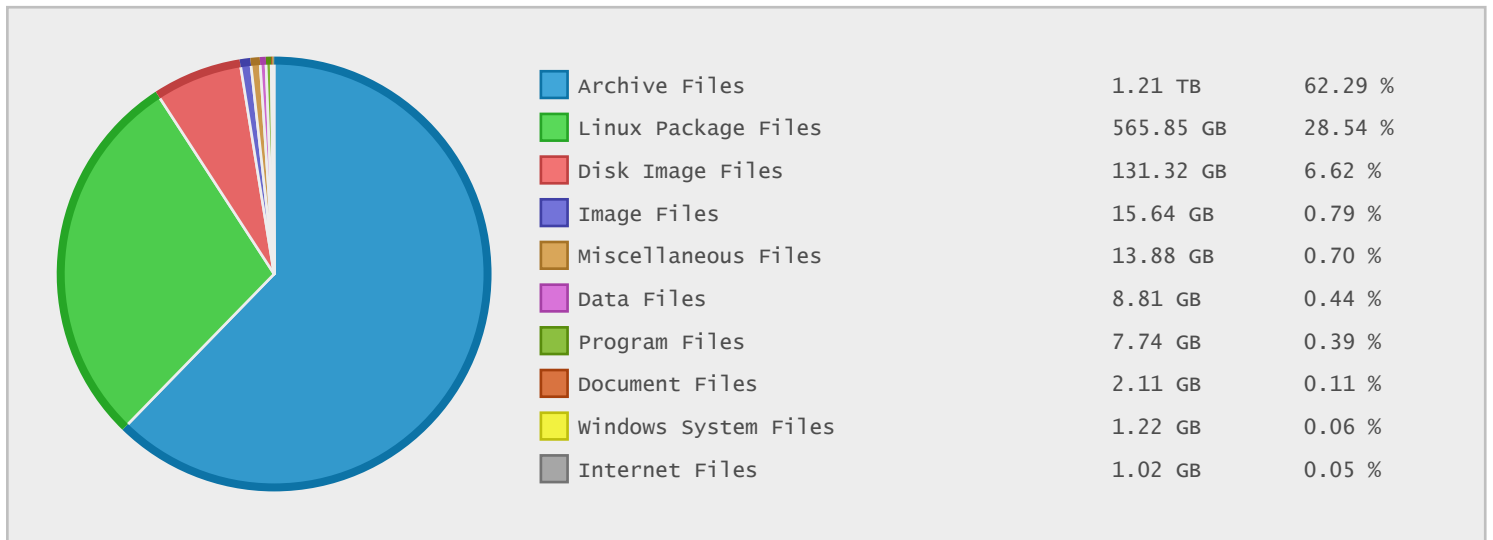 Archive Files 1.21 TB 62.29 %
Linux Package Files 565.85 GB 28.54 %
Disk Image Files 131.32 GB 6.62 %
Image Files 15.64 GB 0.79 %
Miscellaneous Files 13.88 GB 0.70 %
Data Files 8.81 GB 0.44 %
Program Files 7.74 GB 0.39 %
Document Files 2.11 GB 0.11 %
Windows System Files 1.22 GB 0.06 %
Internet Files 1.02 GB 0.05 %